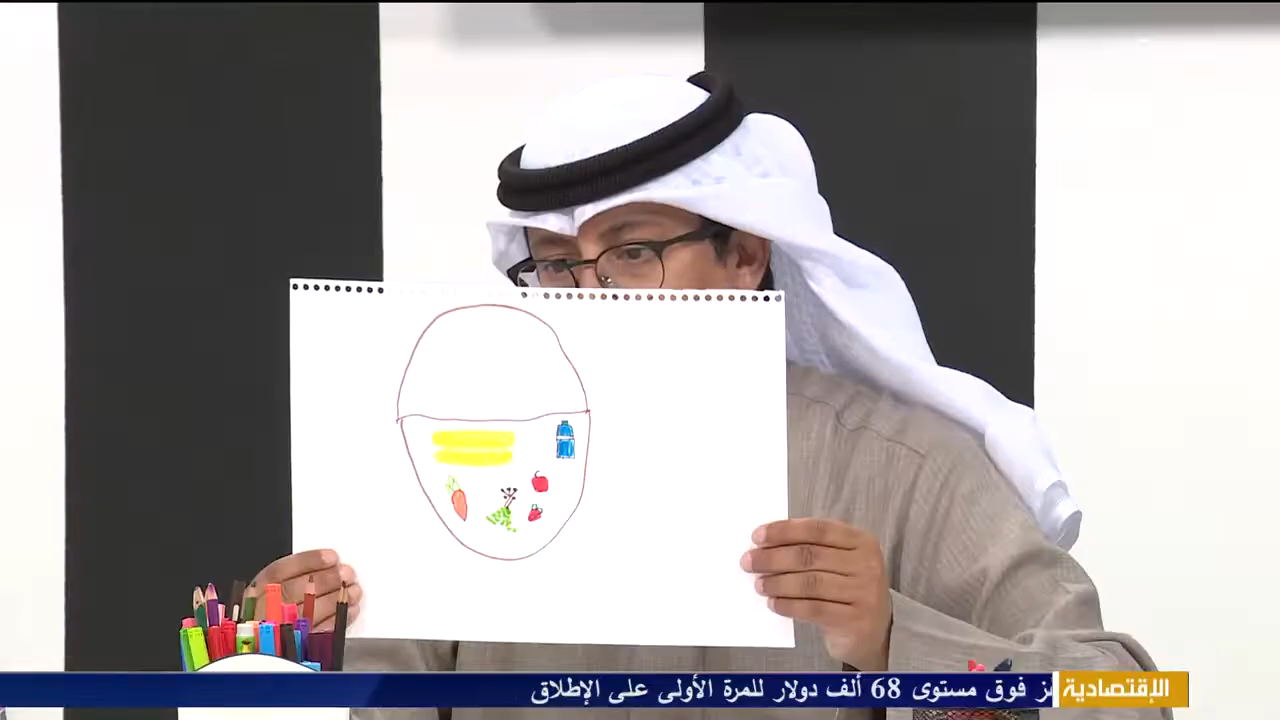 الإقتصادية
فوق مستوى 68 ألف دولار للمرة الأولى على الإطلاق